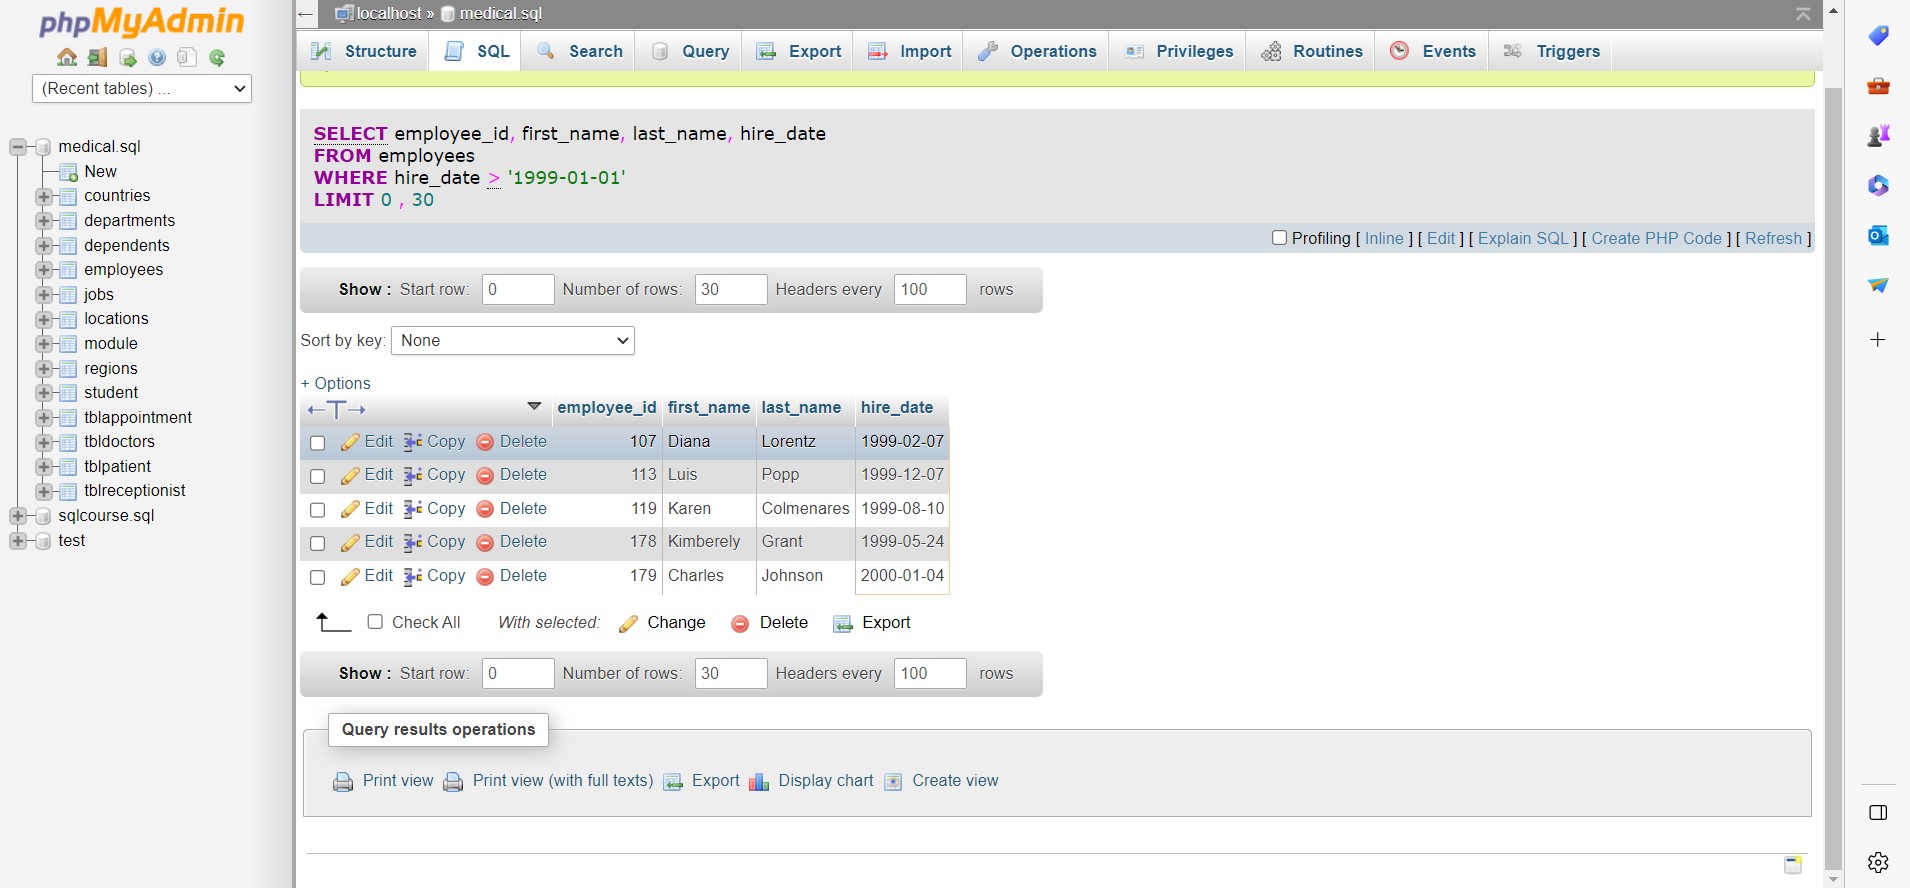 phpMyAdmin
(Recent tables) ...
medical.sql
New
countries
departments
dependents
employees
jobs
locations
module
regions
student
tblappointment
tbldoctors
tblpatient
tblreceptionist
sqlcourse.sql
test
localhost » medical.sql
Structure SQL Search Query Export Import Operations Privileges Routines Events Triggers
SELECT employee_id, first_name, last_name, hire_date
FROM employees
WHERE hire_date > '1999-01-01'
LIMIT 0 , 30
Profiling [ Inline ] [ Edit ] [ Explain SQL ] [ Create PHP Code ] [ Refresh ]
Show : Start row: 0 Number of rows: 30 Headers every 100 rows
Sort by key: None
+ Options
employee_id first_name last_name hire_date
Edit Copy Delete 107 Diana Lorentz 1999-02-07
Edit Copy Delete 113 Luis Popp 1999-12-07
Edit Copy Delete 119 Karen Colmenares 1999-08-10
Edit Copy Delete 178 Kimberely Grant 1999-05-24
Edit Copy Delete 179 Charles Johnson 2000-01-04
Check All With selected: Change Delete Export
Show : Start row: 0 Number of rows: 30 Headers every 100 rows
Query results operations
Print view Print view (with full texts) Export Display chart Create view